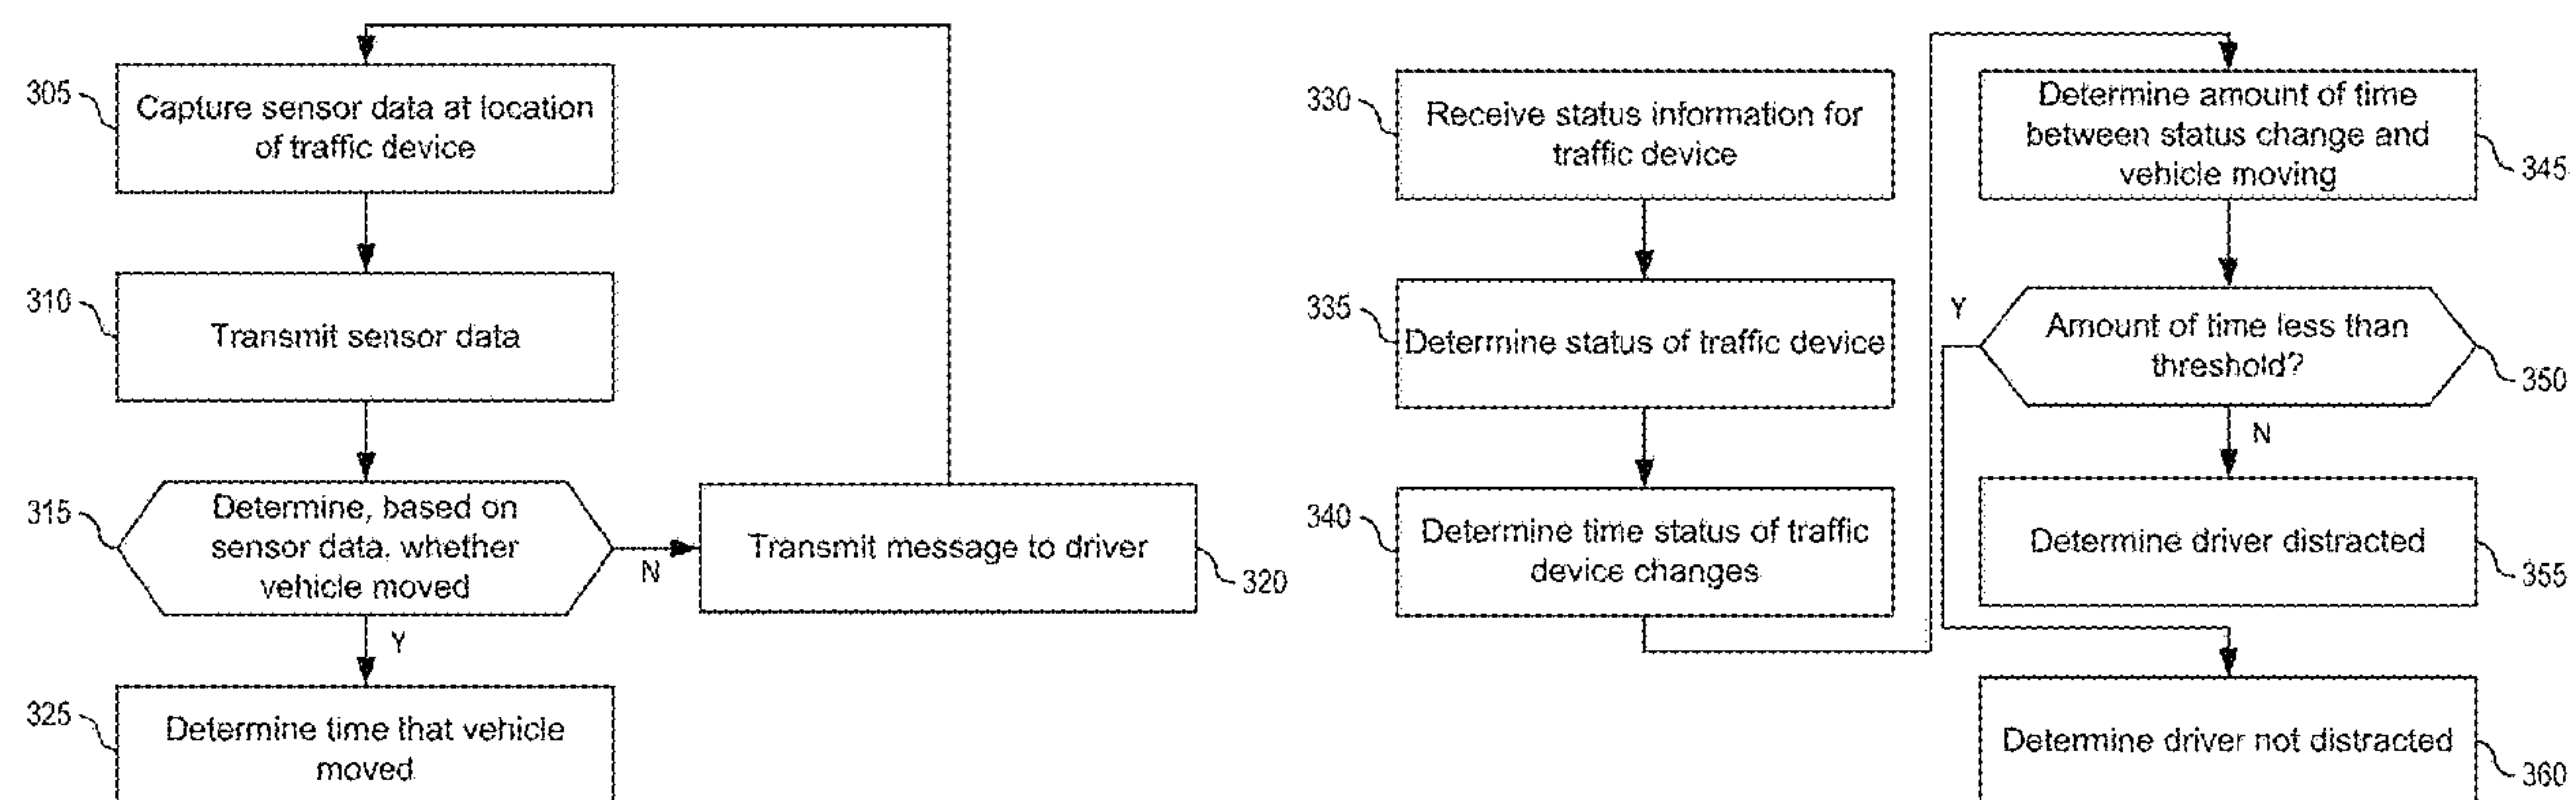 305
Capture sensor data at location
of traffic device
310
Transmit sensor data
315
Determine, based on
sensor data, whether
vehicle moved
N
Transmit message to driver
320
Y
325
Determine time that vehicle
moved
330
Receive status information for
traffic device
335
Determine status of traffic device
340
Determine time status of traffic
device changes
Determine amount of time
between status change and
vehicle moving
345
Y
Amount of time less than
threshold?
350
N
Determine driver distracted
355
Determine driver not distracted
360